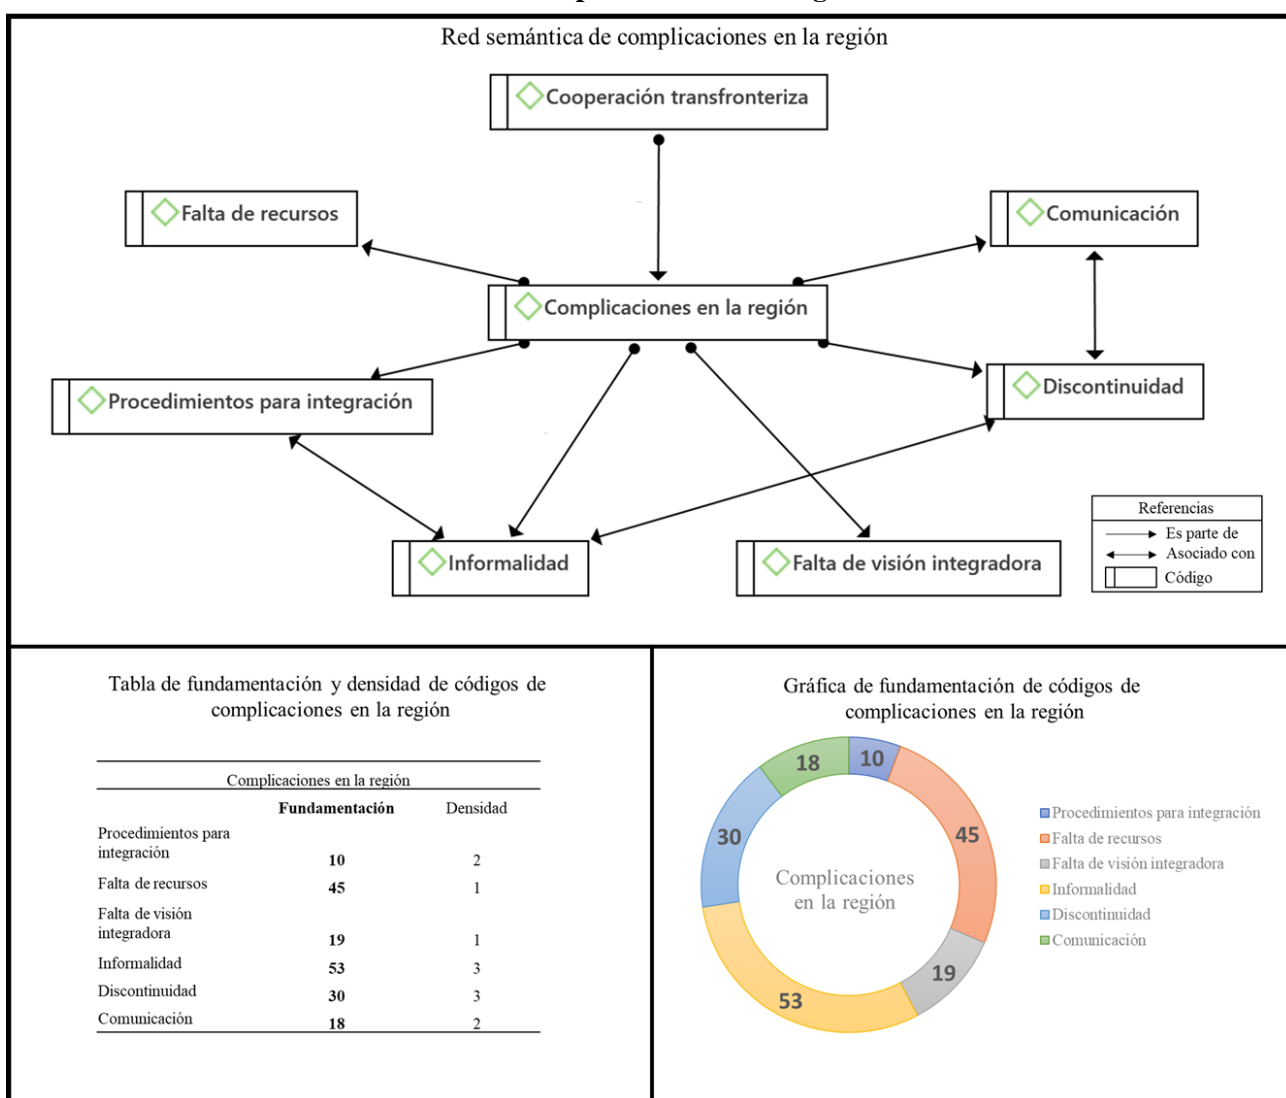 Red semántica de complicaciones en la región
Cooperación transfronteriza
Falta de recursos
Comunicación
Complicaciones en la región
Procedimientos para integración
Discontinuidad
Informalidad
Falta de visión integradora
Referencias
Es parte de
Asociado con
Código
Tabla de fundamentación y densidad de códigos de
complicaciones en la región
Complicaciones en la región
Fundamentación Densidad
Procedimientos para
integración 10 2
Falta de recursos 45 1
Falta de visión
integradora 19 1
Informalidad 53 3
Discontinuidad 30 3
Comunicación 18 2
Gráfica de fundamentación de códigos de
complicaciones en la región
18
10
30
45
Complicaciones
en la región
19
53
Procedimientos para integración
Falta de recursos
Falta de visión integradora
Informalidad
Discontinuidad
Comunicación